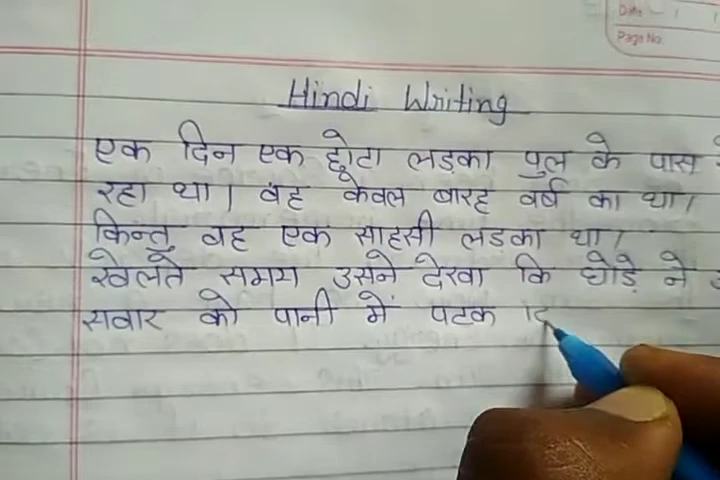 Date
Page No.
Hindi Writing
एक दिन एक छोटा लड़का पुल के पास
रहा था। वह केवल बारह वर्ष का था।
किन्तु वह एक साहसी लड़का था।
खेलते समय उसने देखा कि घोड़े ने
सवार को पानी में पटक